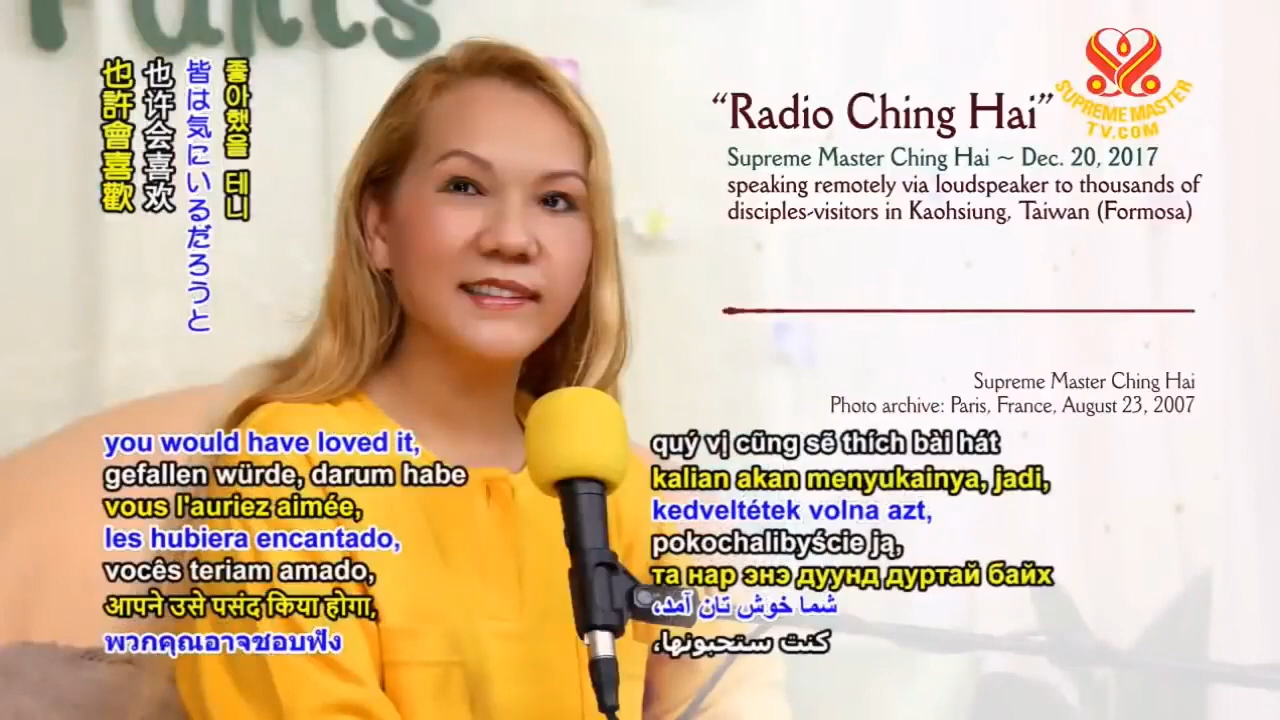 也許會喜歡
也许会喜欢
皆は気にいるだろうと
좋아했을 테니
"Radio Ching Hai"
SUPREME MASTER
TV.COM
Supreme Master Ching Hai ~ Dec. 20, 2017
speaking remotely via loudspeaker to thousands of
disciples-visitors in Kaohsiung, Taiwan (Formosa)
Supreme Master Ching Hai
Photo archive: Paris, France, August 23, 2007
you would have loved it,
gefallen würde, darum habe
vous l'auriez aimée,
les hubiera encantado,
vocês teriam amado,
आपने उसे पसंद किया होगा,
พวกคุณอาจชอบฟัง
quý vị cũng sẽ thích bài hát
kalian akan menyukainya, jadi,
kedveltétek volna azt,
pokochalibyście ją,
та нар энэ дуунд дуртай байх
شما خوش تان آمد،
كنت ستحبونها،